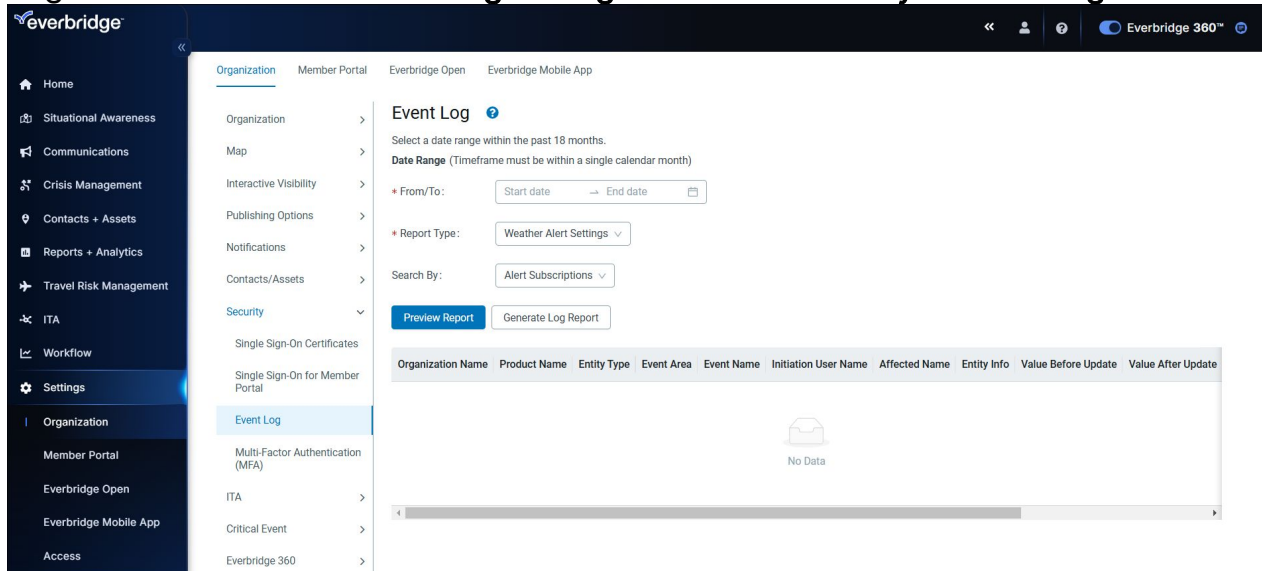 everbridge
Everbridge 360™
Home
Situational Awareness
Communications
Crisis Management
Contacts + Assets
Reports + Analytics
Travel Risk Management
ITA
Workflow
Settings
Organization
Member Portal
Everbridge Open
Everbridge Mobile App
Access
Organization Member Portal Everbridge Open Everbridge Mobile App
Organization
Map
Interactive Visibility
Publishing Options
Notifications
Contacts/Assets
Security
Single Sign-On Certificates
Single Sign-On for Member
Portal
Event Log
Multi-Factor Authentication
(MFA)
ITA
Critical Event
Everbridge 360
Event Log
Select a date range within the past 18 months.
Date Range (Timeframe must be within a single calendar month)
* From/To: Start date → End date
* Report Type: Weather Alert Settings
Search By: Alert Subscriptions
Preview Report Generate Log Report
Organization Name Product Name Entity Type Event Area Event Name Initiation User Name Affected Name Entity Info Value Before Update Value After Update
No Data